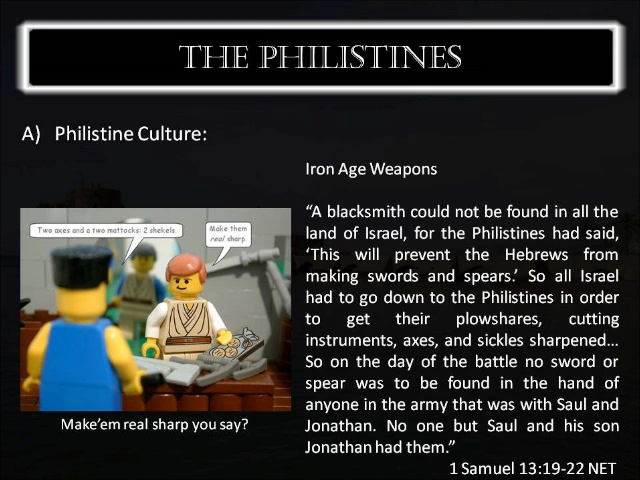 THE PHILISTINES
A) Philistine Culture:
Iron Age Weapons
Two axes and a two mattocks: 2 shekels.
Make them
real sharp.
Make'em real sharp you say?
“A blacksmith could not be found in all the
land of Israel, for the Philistines had said,
‘This will prevent the Hebrews from
making swords and spears.’ So all Israel
had to go down to the Philistines in order
to get their plowshares, cutting
instruments, axes, and sickles sharpened…
So on the day of the battle no sword or
spear was to be found in the hand of
anyone in the army that was with Saul and
Jonathan. No one but Saul and his son
Jonathan had them.”
1 Samuel 13:19-22 NET